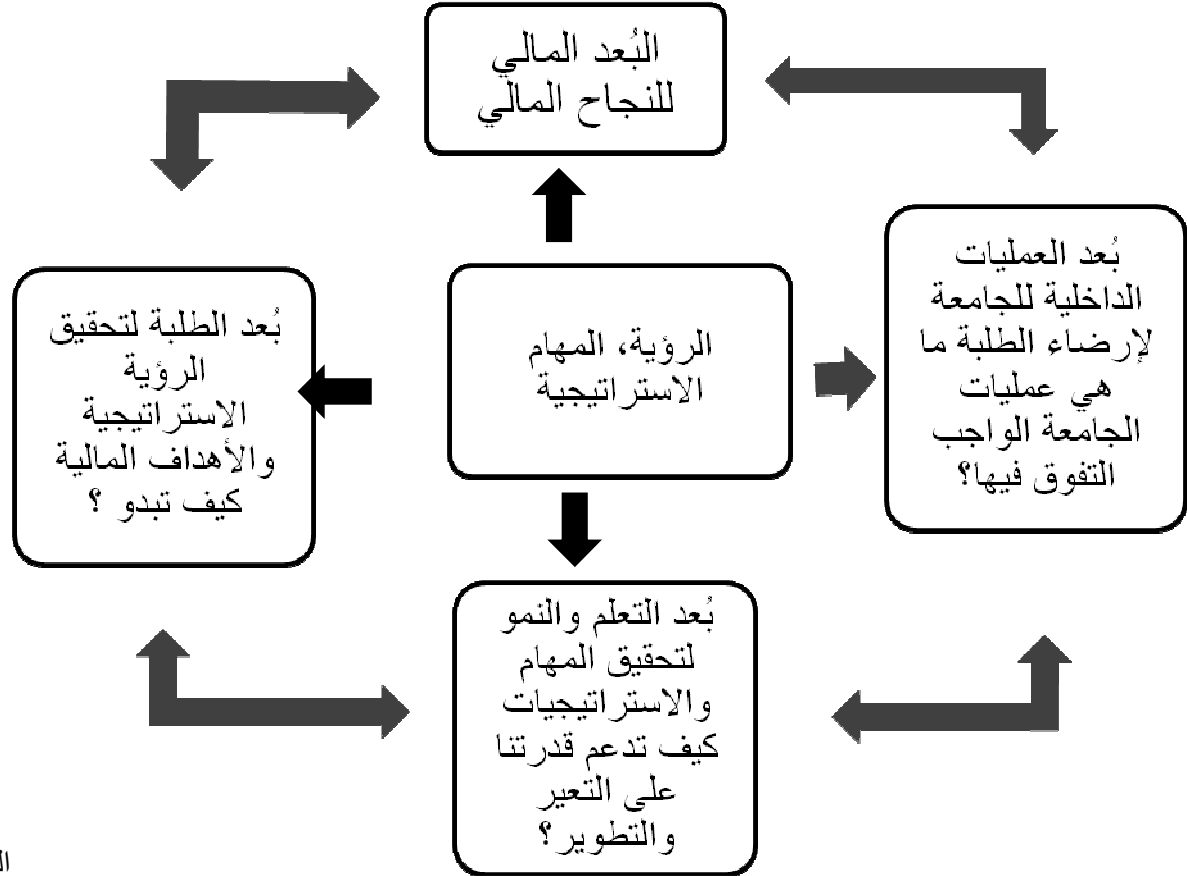 البُعد المالي
للنجاح المالي
بُعد العمليات
الداخلية للجامعة
لإرضاء الطلبة ما
هي عمليات
الجامعة الواجب
التفوق فيها؟
الرؤية، المهام
الاستراتيجية
بُعد الطلبة لتحقيق
الرؤية
الاستراتيجية
والأهداف المالية
كيف تبدو ؟
بُعد التعلم والنمو
لتحقيق المهام
والاستراتيجيات
كيف تدعم قدرتنا
على التعير
والتطوير؟